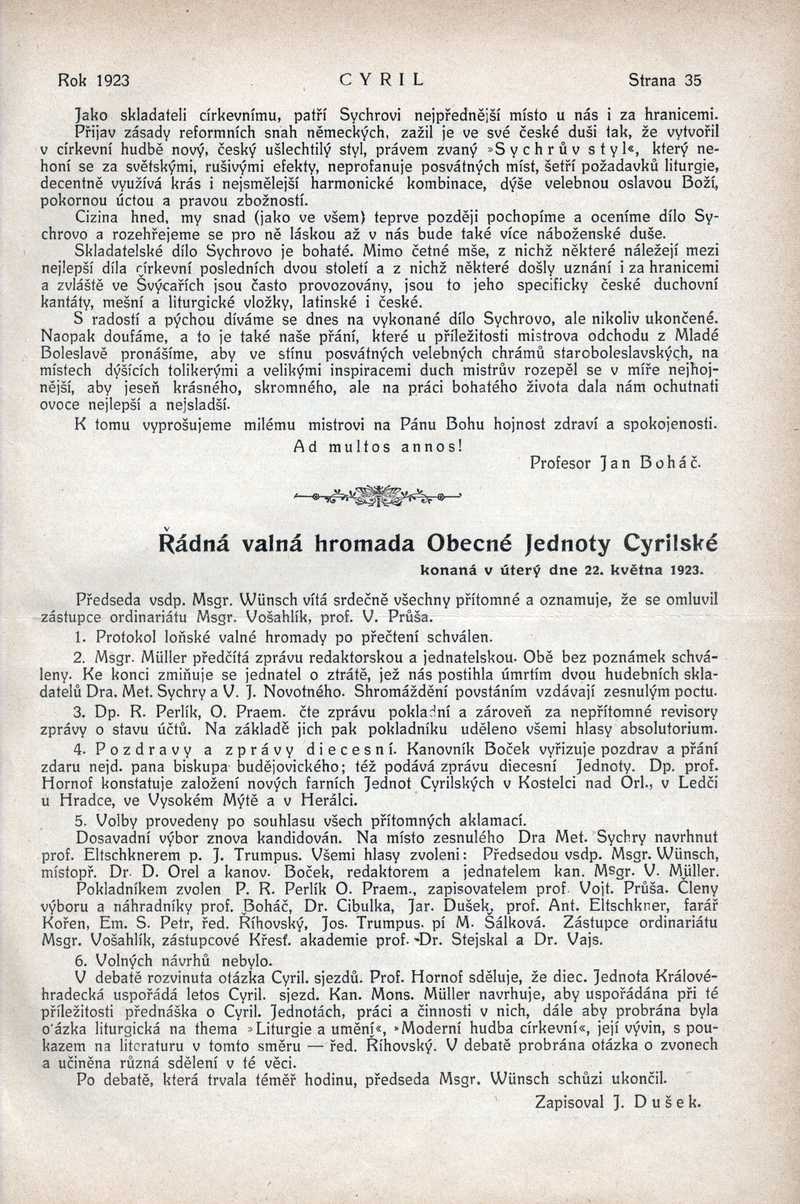 Rok 1923 CYRIL Strana 35
Jako skladateli církevnímu, patří Sychrovi nejpřednější místo u nás i za hranicemi.
Přijav zásady reformních snah německých, zažil je ve své české duši tak, že vytvořil
v církevní hudbě nový, český ušlechtilý styl, právem zvaný »Sychrův styl«, který ne-
honí se za světskými, rušivými efekty, neprofanuje posvátných míst, šetří požadavků liturgie,
decentně využívá krás i nejsmělejší harmonické kombinace, dýše velebnou oslavou Boží,
pokornou úctou a pravou zbožností.
Cizina hned, my snad (jako ve všem) teprve později pochopíme a oceníme dílo Sy-
chrovo a rozehřejeme se pro ně láskou až v nás bude také více náboženské duše.
Skladatelské dílo Sychrovo je bohaté. Mimo četné mše, z nichž některé náležejí mezi
nejlepší díla církevní posledních dvou století a z nichž některé došly uznání i za hranicemi
a zvláště ve Švýcařích jsou často provozovány, jsou to jeho specificky české duchovní
kantáty, mešní a liturgické vložky, latinské i české.
S radostí a pýchou díváme se dnes na vykonané dílo Sychrovo, ale nikoliv ukončené.
Naopak doufáme, a to je také naše přání, které u příležitosti mistrova odchodu z Mladé
Boleslavě pronášíme, aby ve stínu posvátných velebných chrámů staroboleslavských, na
místech dýšících tolikerými a velikými inspiracemi duch mistrův rozepěl se v míře nejhoj-
nější, aby jeseň krásného, skromného, ale na práci bohatého života dala nám ochutnati
ovoce nejlepší a nejsladší.
K tomu vyprošujeme milému mistrovi na Pánu Bohu hojnost zdraví a spokojenosti.
Ad multos annos!
Profesor Jan Boháč.
Řádná valná hromada Obecné Jednoty Cyrilské
konaná v úterý dne 22. května 1923.
Předseda vsdp. Msgr. Wünsch vítá srdečně všechny přítomné a oznamuje, že se omluvil
zástupce ordinariátu Msgr. Vošahlík, prof. V. Průša.
1. Protokol loňské valné hromady po přečtení schválen.
2. Msgr. Müller předčítá zprávu redaktorskou a jednatelskou. Obě bez poznámek schvá-
leny. Ke konci zmiňuje se jednatel o ztrátě, jež nás postihla úmrtím dvou hudebních skla-
datelů Dra. Met. Sychry a V. J. Novotného. Shromáždění povstáním vzdávají zesnulým poctu.
3. Dp. R. Perlík, O. Praem. čte zprávu pokladní a zároveň za nepřítomné revisory
zprávy o stavu účtů. Na základě jich pak pokladníku uděleno všemi hlasy absolutorium.
4. Pozdravy a zprávy diecesní. Kanovník Boček vyřizuje pozdrav a přání
zdaru nejd. pana biskupa budějovického; též podává zprávu diecesní Jednoty. Dp. prof.
Hornof konstatuje založení nových farních Jednot Cyrilských v Kostelci nad Orl., v Ledči
u Hradce, ve Vysokém Mýtě a v Herálci.
5. Volby provedeny po souhlasu všech přítomných aklamací.
Dosavadní výbor znova kandidován. Na místo zesnulého Dra Met. Sychry navrhnut
prof. Eltschknerem p. J. Trumpus. Všemi hlasy zvoleni: Předsedou vsdp. Msgr. Wünsch,
místopř. Dr. D. Orel a kanov. Boček, redaktorem a jednatelem kan. Msgr. V. Müller.
Pokladníkem zvolen P. R. Perlík O. Praem., zapisovatelem prof. Vojt. Průša. Členy
výboru a náhradníky prof. Boháč, Dr. Cibulka, Jar. Dušek, prof. Ant. Eltschkner, farář
Kořen, Em. S. Petr, řed. Říhovský, Jos. Trumpus. pí M. Šálková. Zástupce ordinariátu
Msgr. Vošahlík, zástupcové Křesť. akademie prof. Dr. Stejskal a Dr. Vajs.
6. Volných návrhů nebylo.
V debatě rozvinuta otázka Cyril. sjezdů. Prof. Hornof sděluje, že diec. Jednota Králové-
hradecká uspořádá letos Cyril. sjezd. Kan. Mons. Müller navrhuje, aby uspořádána při té
příležitosti přednáška o Cyril. Jednotách, práci a činnosti v nich, dále aby probrána byla
o'ázka liturgická na thema »Liturgie a umění«, »Moderní hudba církevní«, její vývin, s pou-
kazem na literaturu v tomto směru — řed. Říhovský. V debatě probrána otázka o zvonech
a učiněna různá sdělení v té věci.
Po debatě, která trvala téměř hodinu, předseda Msgr. Wünsch schůzi ukončil.
Zapisoval J. Dušek.